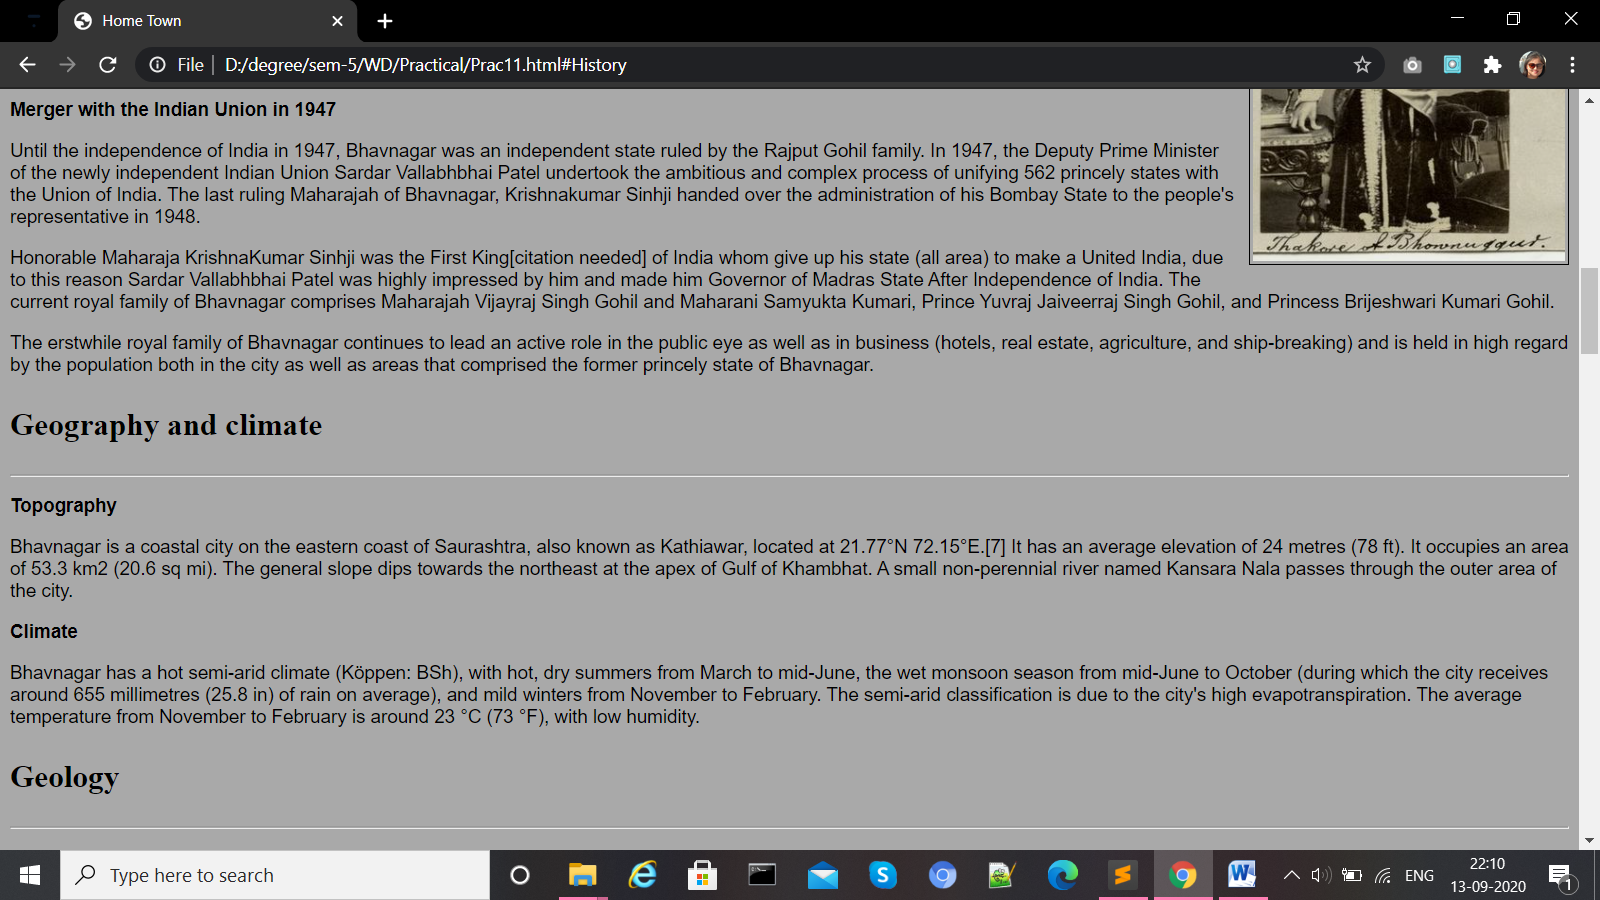 Home Town
File
D:/degree/sem-5/WD/Practical/Prac11.html#History
Merger with the Indian Union in 1947
Until the independence of India in 1947, Bhavnagar was an independent state ruled by the Rajput Gohil family. In 1947, the Deputy Prime Minister
of the newly independent Indian Union Sardar Vallabhbhai Patel undertook the ambitious and complex process of unifying 562 princely states with
the Union of India. The last ruling Maharajah of Bhavnagar, Krishnakumar Sinhji handed over the administration of his Bombay State to the people's
representative in 1948.
Thakore of Bhownuggur.
Honorable Maharaja KrishnaKumar Sinhji was the First King[citation needed] of India whom give up his state (all area) to make a United India, due
to this reason Sardar Vallabhbhai Patel was highly impressed by him and made him Governor of Madras State After Independence of India. The
current royal family of Bhavnagar comprises Maharajah Vijayraj Singh Gohil and Maharani Samyukta Kumari, Prince Yuvraj Jaiveerraj Singh Gohil, and Princess Brijeshwari Kumari Gohil.
The erstwhile royal family of Bhavnagar continues to lead an active role in the public eye as well as in business (hotels, real estate, agriculture, and ship-breaking) and is held in high regard
by the population both in the city as well as areas that comprised the former princely state of Bhavnagar.
Geography and climate
Topography
Bhavnagar is a coastal city on the eastern coast of Saurashtra, also known as Kathiawar, located at 21.77°N 72.15°E.[7] It has an average elevation of 24 metres (78 ft). It occupies an area
of 53.3 km2 (20.6 sq mi). The general slope dips towards the northeast at the apex of Gulf of Khambhat. A small non-perennial river named Kansara Nala passes through the outer area of
the city.
Climate
Bhavnagar has a hot semi-arid climate (Köppen: BSh), with hot, dry summers from March to mid-June, the wet monsoon season from mid-June to October (during which the city receives
around 655 millimetres (25.8 in) of rain on average), and mild winters from November to February. The semi-arid classification is due to the city's high evapotranspiration. The average
temperature from November to February is around 23 °C (73 °F), with low humidity.
Geology
Type here to search
ENG
22:10
13-09-2020
1